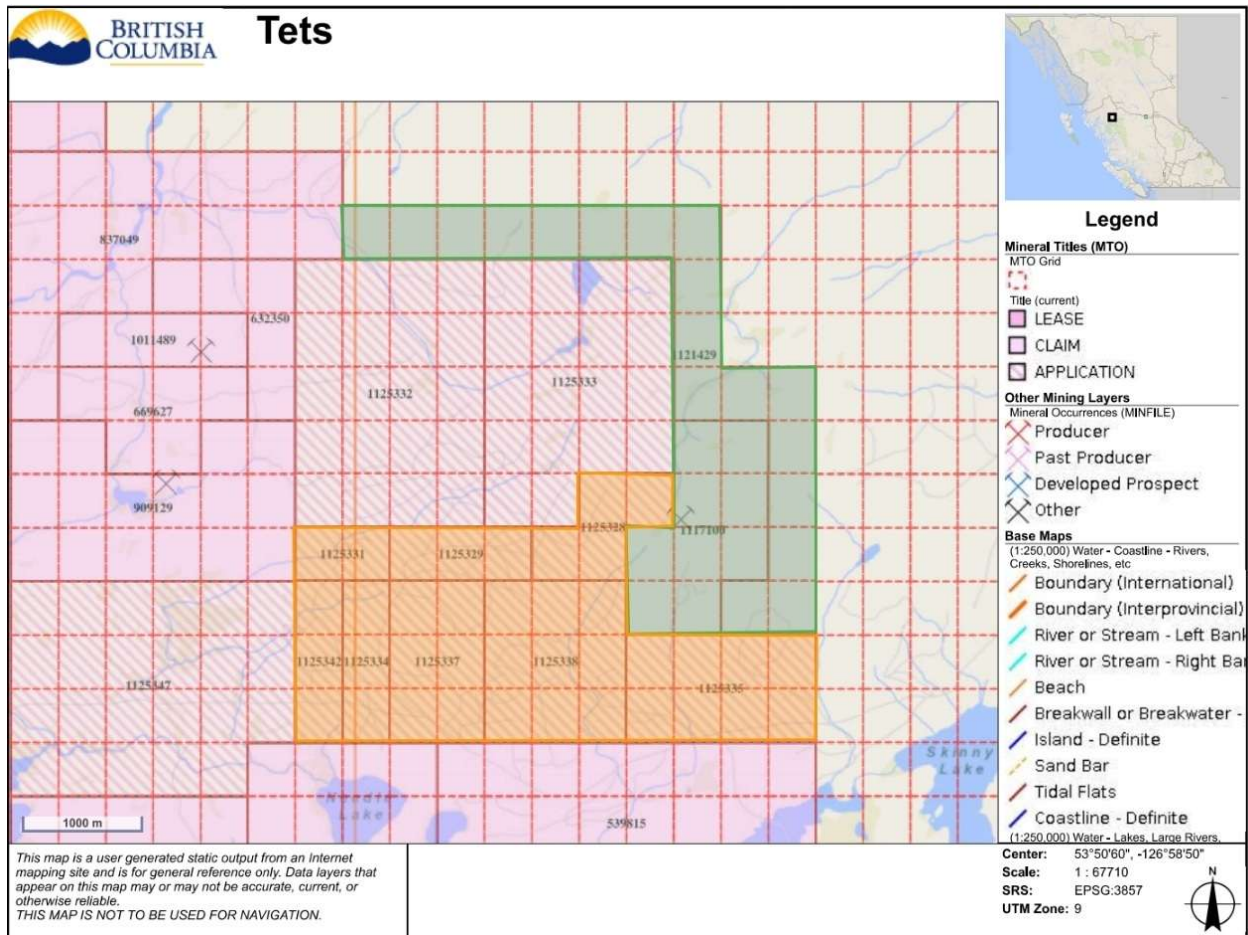 BRITISH
COLUMBIA
Tets
837049
632350
1011489
1125332
1125333
1121429
669627
909129
1125328
1117100
1125331
1125329
1125342
1125334
1125337
1125338
1125335
1125347
Skinny
Lake
Needle
Lake
539815
1000 m
Legend
Mineral Titles (MTO)
MTO Grid
Title (current)
LEASE
CLAIM
APPLICATION
Other Mining Layers
Mineral Occurrences (MINFILE)
Producer
Past Producer
Developed Prospect
Other
Base Maps
(1:250,000) Water - Coastline - Rivers,
Creeks, Shorelines, etc
Boundary (International)
Boundary (Interprovincial)
River or Stream - Left Bank
River or Stream - Right Ba
Beach
Breakwall or Breakwater -
Island - Definite
Sand Bar
Tidal Flats
Coastline - Definite
(1:250,000) Water - Lakes, Large Rivers,
This map is a user generated static output from an Internet
mapping site and is for general reference only. Data layers that
appear on this map may or may not be accurate, current, or
otherwise reliable.
THIS MAP IS NOT TO BE USED FOR NAVIGATION.
Center: 53°50'60", -126°58'50"
Scale: 1 : 67710
SRS: EPSG:3857
UTM Zone: 9
N